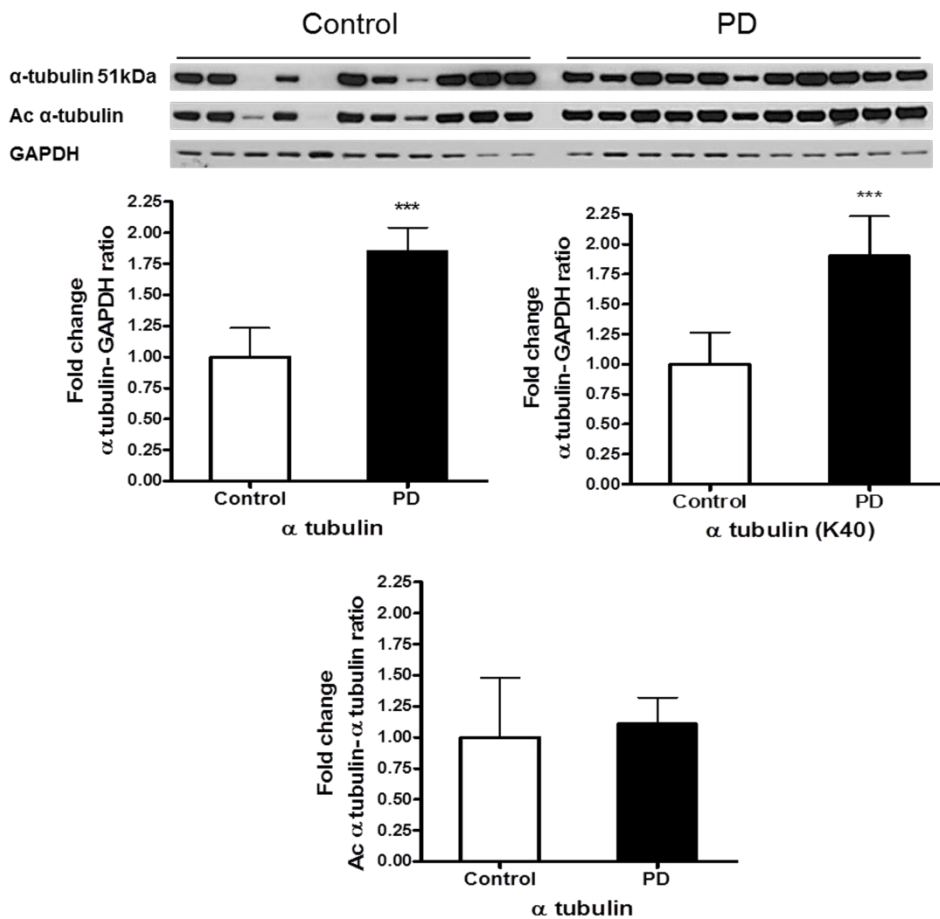 Control PD
α-tubulin 51kDa
Ac α-tubulin
GAPDH
Fold change
α tubulin-GAPDH ratio
2.25
2.00
1.75
1.50
1.25
1.00
0.75
0.50
0.25
0.00
***
Control PD
α tubulin
Fold change
α tubulin-GAPDH ratio
2.25
2.00
1.75
1.50
1.25
1.00
0.75
0.50
0.25
0.00
***
Control PD
α tubulin (K40)
Fold change
Ac α tubulin-α tubulin ratio
2.25
2.00
1.75
1.50
1.25
1.00
0.75
0.50
0.25
0.00
Control PD
α tubulin